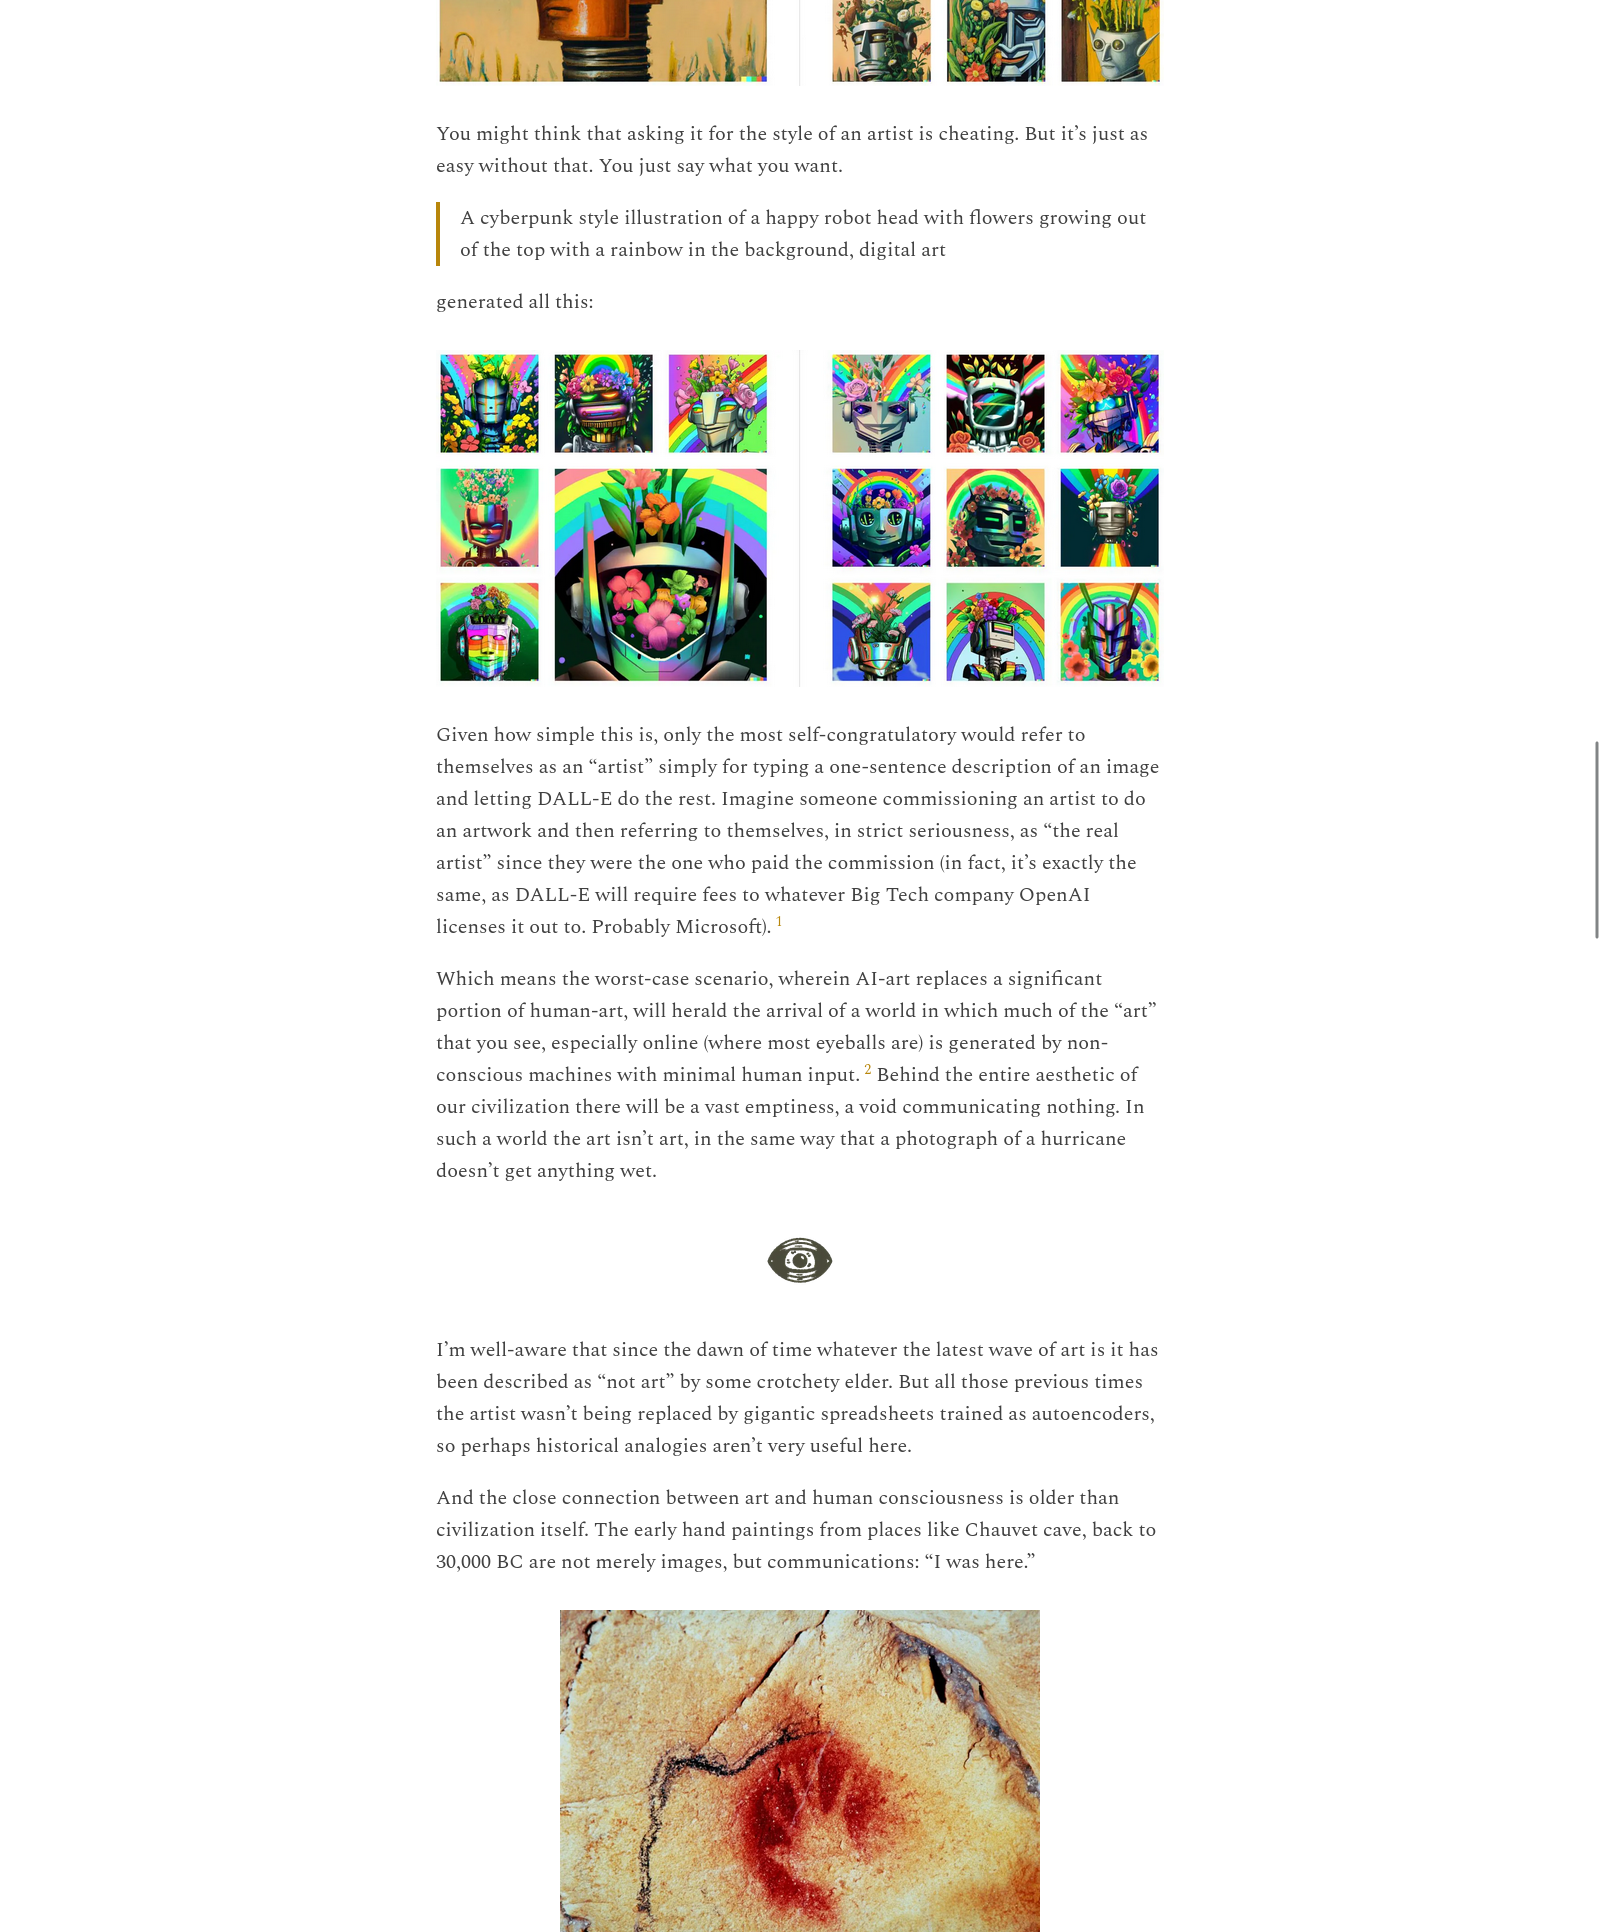 You might think that asking it for the style of an artist is cheating. But it’s just as
easy without that. You just say what you want.
A cyberpunk style illustration of a happy robot head with flowers growing out
of the top with a rainbow in the background, digital art
generated all this:
Given how simple this is, only the most self-congratulatory would refer to
themselves as an “artist” simply for typing a one-sentence description of an image
and letting DALL-E do the rest. Imagine someone commissioning an artist to do
an artwork and then referring to themselves, in strict seriousness, as “the real
artist” since they were the one who paid the commission (in fact, it’s exactly the
same, as DALL-E will require fees to whatever Big Tech company OpenAI
licenses it out to. Probably Microsoft). 1
Which means the worst-case scenario, wherein AI-art replaces a significant
portion of human-art, will herald the arrival of a world in which much of the “art”
that you see, especially online (where most eyeballs are) is generated by non-
conscious machines with minimal human input. 2 Behind the entire aesthetic of
our civilization there will be a vast emptiness, a void communicating nothing. In
such a world the art isn’t art, in the same way that a photograph of a hurricane
doesn’t get anything wet.
I’m well-aware that since the dawn of time whatever the latest wave of art is it has
been described as “not art” by some crotchety elder. But all those previous times
the artist wasn’t being replaced by gigantic spreadsheets trained as autoencoders,
so perhaps historical analogies aren’t very useful here.
And the close connection between art and human consciousness is older than
civilization itself. The early hand paintings from places like Chauvet cave, back to
30,000 BC are not merely images, but communications: “I was here.”